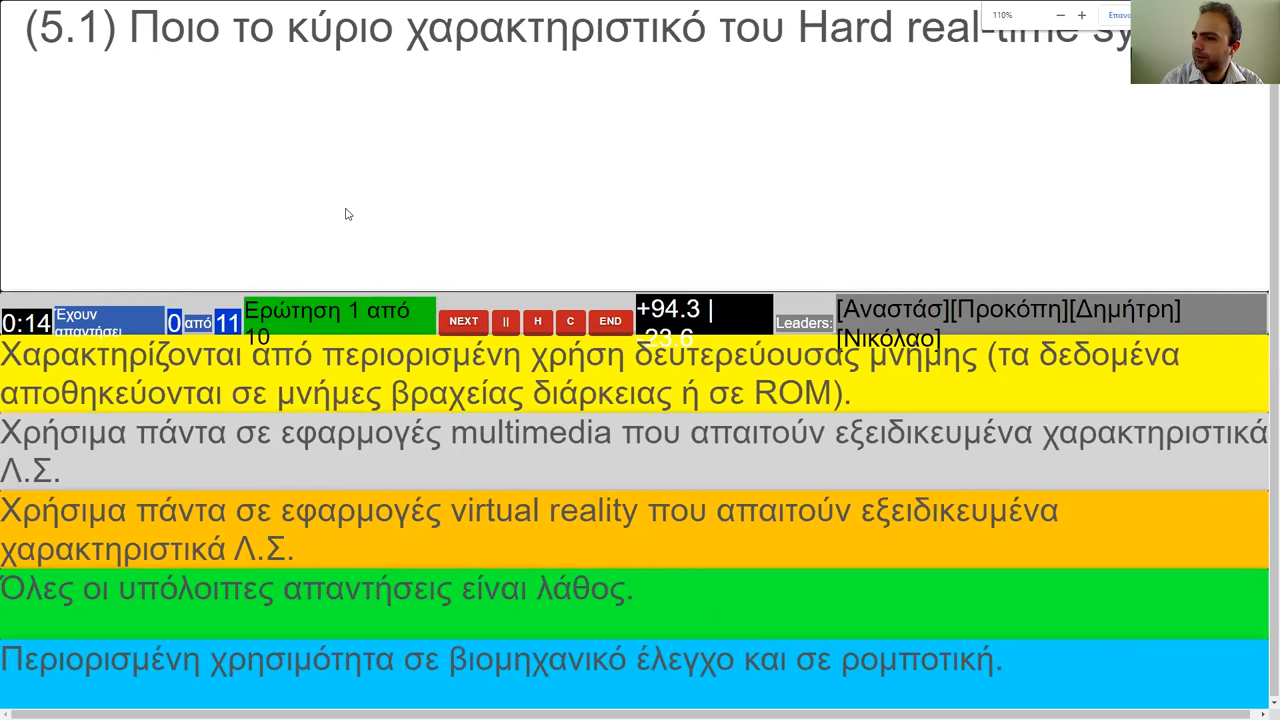 (5.1) Ποιο το κύριο χαρακτηριστικό του Hard real-time sy
110%
Επανα
0:14
Έχουν απαντήσει
0 από 11
Ερώτηση 1 από
10
NEXT || H C END
+94.3 |
-23.6
Leaders:
[Αναστάσ][Προκόπη][Δημήτρη]
[Νικόλαο]
Χαρακτηρίζονται από περιορισμένη χρήση δευτερεύουσας μνήμης (τα δεδομένα
αποθηκεύονται σε μνήμες βραχείας διάρκειας ή σε ROM).
Χρήσιμα πάντα σε εφαρμογές multimedia που απαιτούν εξειδικευμένα χαρακτηριστικά
Λ.Σ.
Χρήσιμα πάντα σε εφαρμογές virtual reality που απαιτούν εξειδικευμένα
χαρακτηριστικά Λ.Σ.
Όλες οι υπόλοιπες απαντήσεις είναι λάθος.
Περιορισμένη χρησιμότητα σε βιομηχανικό έλεγχο και σε ρομποτική.